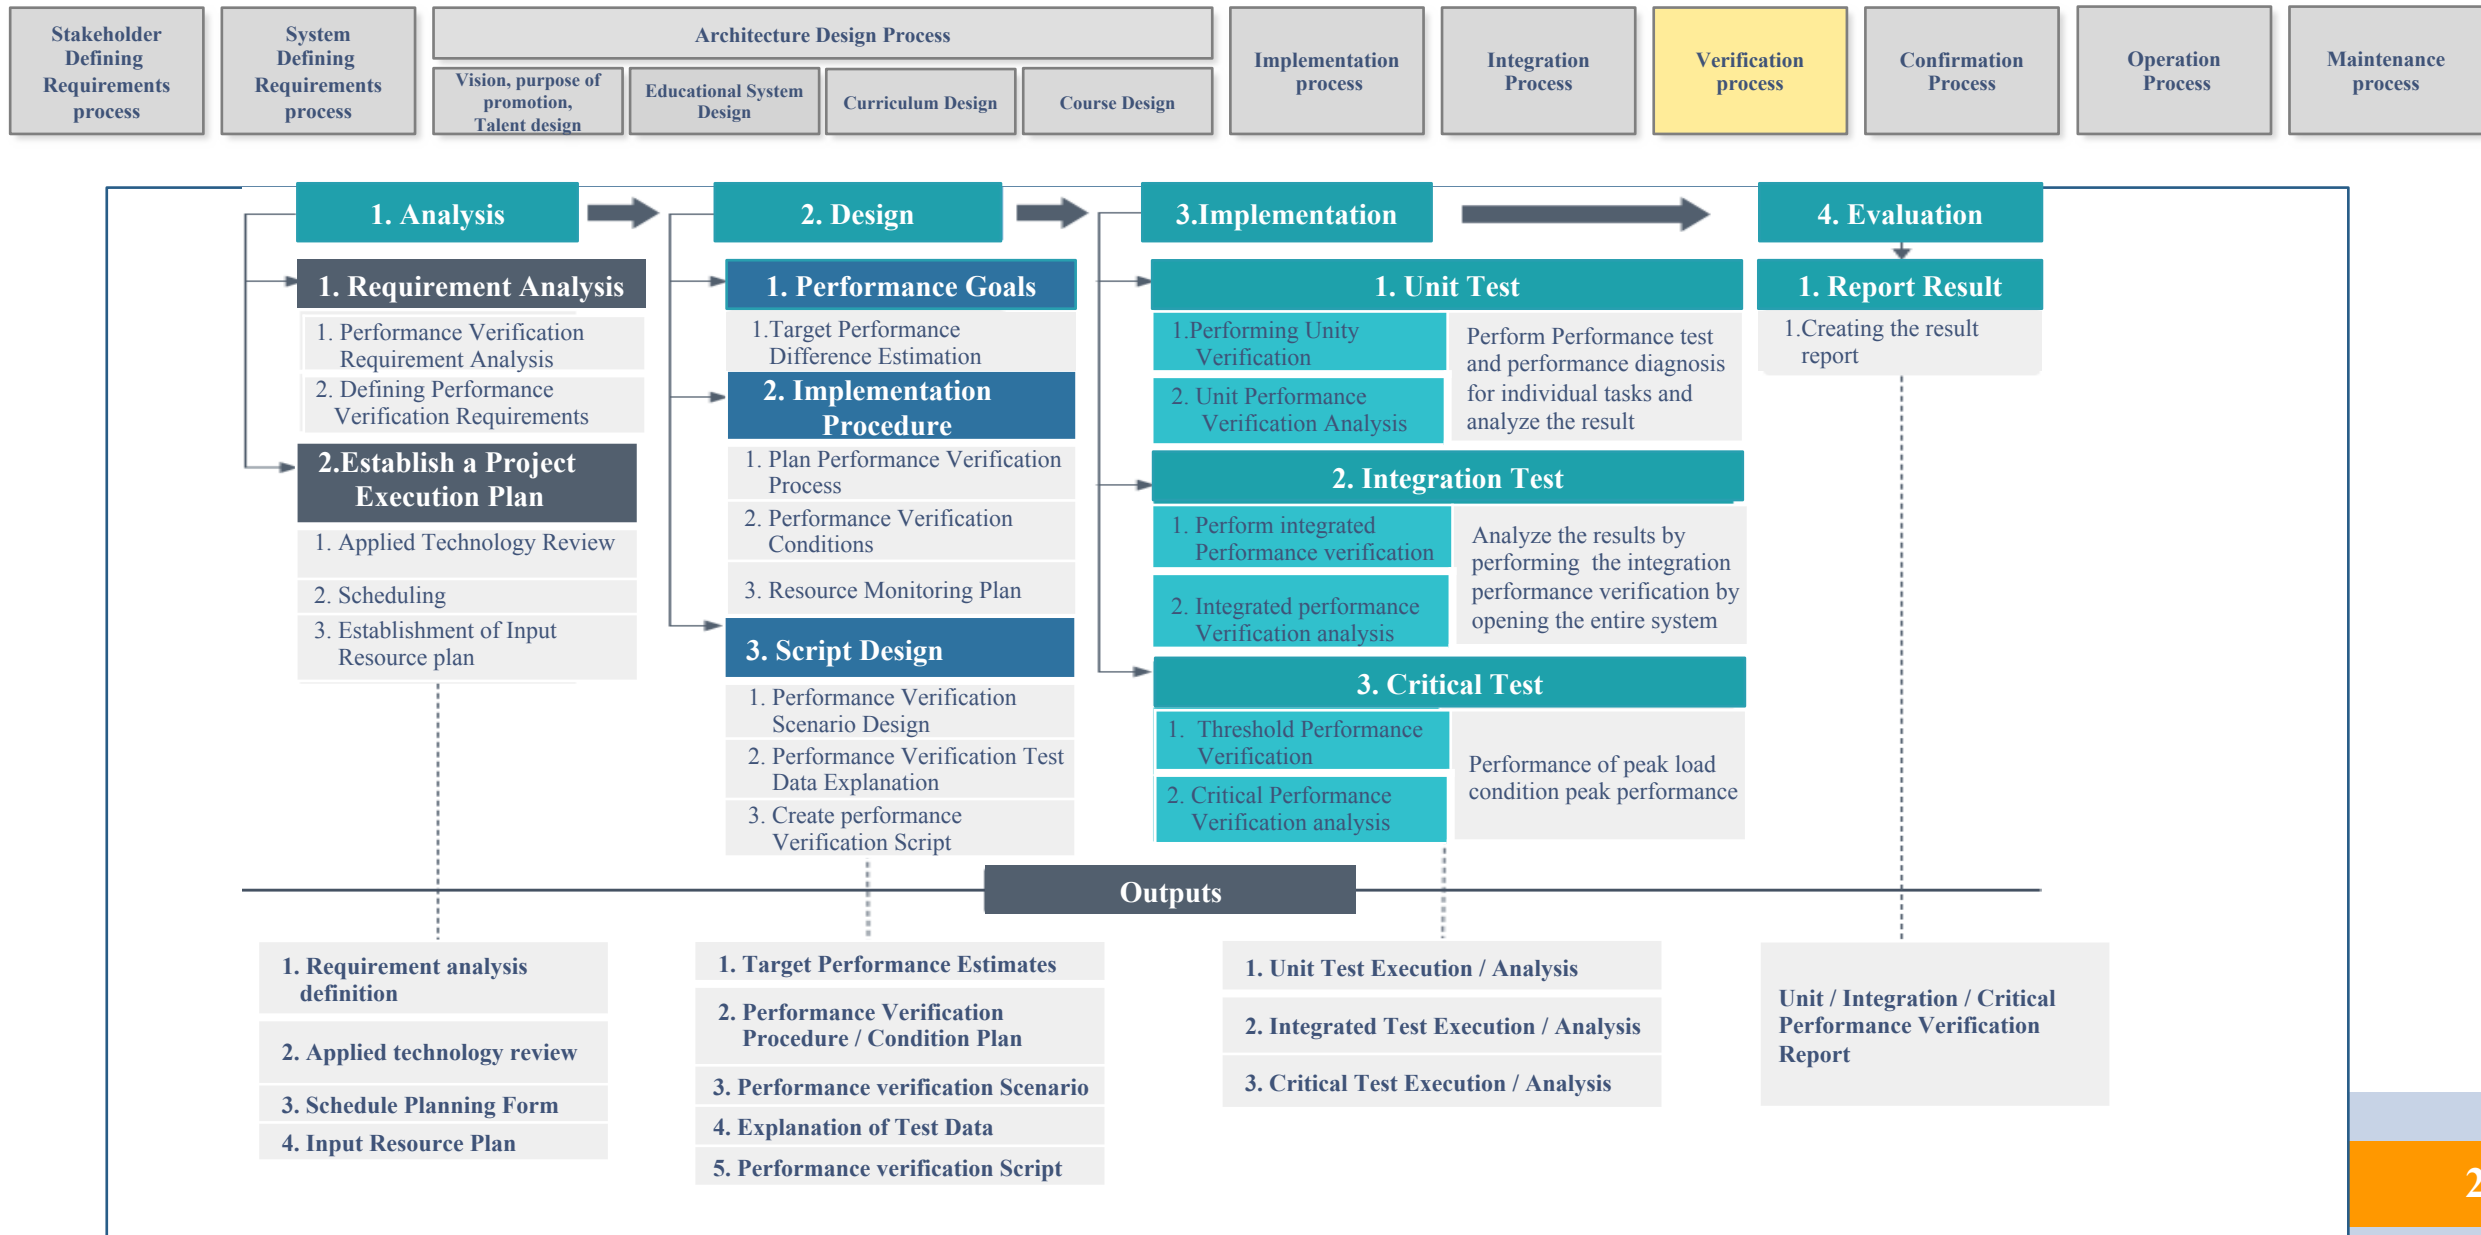 Stakeholder
Defining
Requirements
process
System
Defining
Requirements
process
Architecture Design Process
Vision, purpose of
promotion,
Talent design
Educational System
Design
Curriculum Design
Course Design
Implementation
process
Integration
Process
Verification
process
Confirmation
Process
Operation
Process
Maintenance
process
1. Analysis
1. Requirement Analysis
1. Performance Verification
Requirement Analysis
2. Defining Performance
Verification Requirements
2.Establish a Project
Execution Plan
1. Applied Technology Review
2. Scheduling
3. Establishment of Input
Resource plan
2. Design
1. Performance Goals
1.Target Performance
Difference Estimation
2. Implementation
Procedure
1. Plan Performance Verification
Process
2. Performance Verification
Conditions
3. Resource Monitoring Plan
3. Script Design
1. Performance Verification
Scenario Design
2. Performance Verification Test
Data Explanation
3. Create performance
Verification Script
3.Implementation
1. Unit Test
1.Performing Unity
Verification
2. Unit Performance
Verification Analysis
Perform Performance test
and performance diagnosis
for individual tasks and
analyze the result
2. Integration Test
1. Perform integrated
Performance verification
2. Integrated performance
Verification analysis
Analyze the results by
performing the integration
performance verification by
opening the entire system
3. Critical Test
1. Threshold Performance
Verification
2. Critical Performance
Verification analysis
Performance of peak load
condition peak performance
4. Evaluation
1. Report Result
1.Creating the result
report
Outputs
1. Requirement analysis
definition
2. Applied technology review
3. Schedule Planning Form
4. Input Resource Plan
1. Target Performance Estimates
2. Performance Verification
Procedure / Condition Plan
3. Performance verification Scenario
4. Explanation of Test Data
5. Performance verification Script
1. Unit Test Execution / Analysis
2. Integrated Test Execution / Analysis
3. Critical Test Execution / Analysis
Unit / Integration / Critical
Performance Verification
Report
2